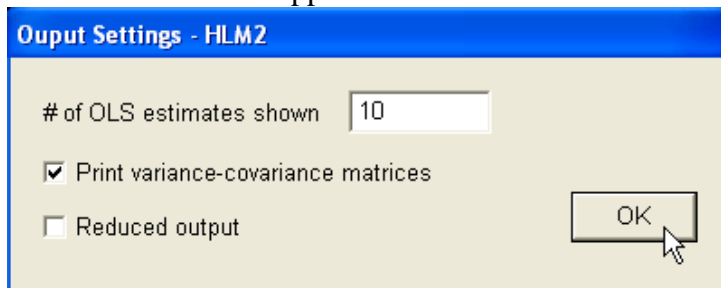 Ouput Settings - HLM2
# of OLS estimates shown 10
Print variance-covariance matrices
Reduced output
OK